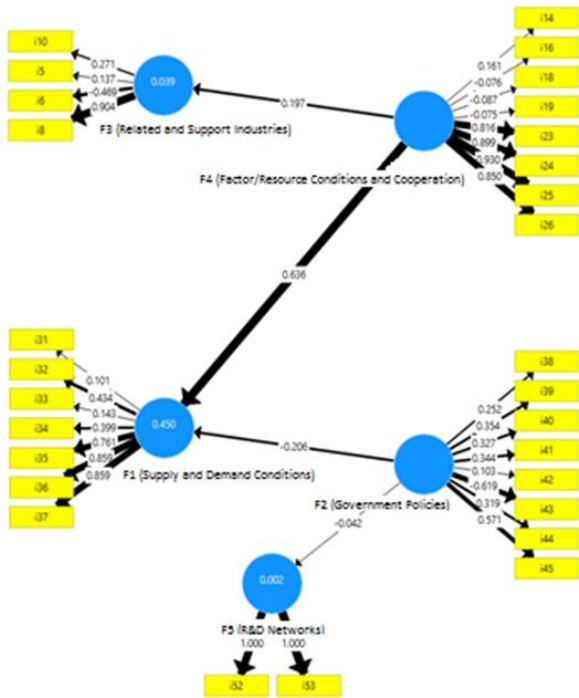 i10
i5
i6
i8
0.271
0.137
-0.469
0.904
0.039
F3 (Related and Support Industries)
0.197
i14
i16
i18
i19
i23
i24
i25
i26
0.161
-0.076
-0.087
-0.075
0.816
0.899
0.930
0.850
F4 (Factor/Resource Conditions and Cooperation)
0.636
i31
i32
i33
i34
i35
i36
i37
0.101
0.434
0.143
0.399
0.761
0.859
0.859
0.450
F1 (Supply and Demand Conditions)
-0.206
i38
i39
i40
i41
i42
i43
i44
i45
0.252
0.354
0.327
0.344
0.103
-0.619
0.319
0.571
F2 (Government Policies)
-0.042
0.002
F5 (R&D Networks)
1.000
1.000
i52
i53